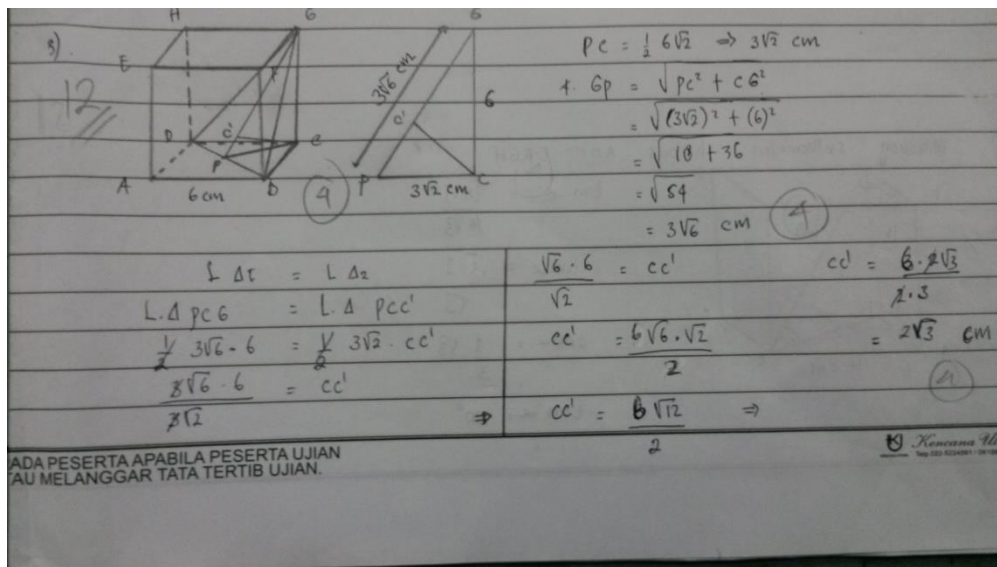 3)
12
H G
E F
D C' C
P
A B
6 cm
4
G
3√6 cm
6
C'
P 3√2 cm C
PC = 1/2 6√2 ⇒ 3√2 cm
* GP = √PC² + CG²
= √(3√2)² + (6)²
= √18 + 36
= √54
= 3√6 cm
4
L Δ1 = L Δ2
L.Δ PCG = L.Δ PCC'
1/2 3√6 - 6 = 1/2 3√2 . CC'
3√6 . 6 / 3√2 = CC'
⇒
√6 . 6 / √2 = CC'
CC' = 6√6 . √2 / 2
CC' = 6√12 / 2 ⇒
CC' = 6 . 2√3 / 2 . 3
= 2√3 cm
4
ADA PESERTA APABILA PESERTA UJIAN
AU MELANGGAR TATA TERTIB UJIAN.
Kencana